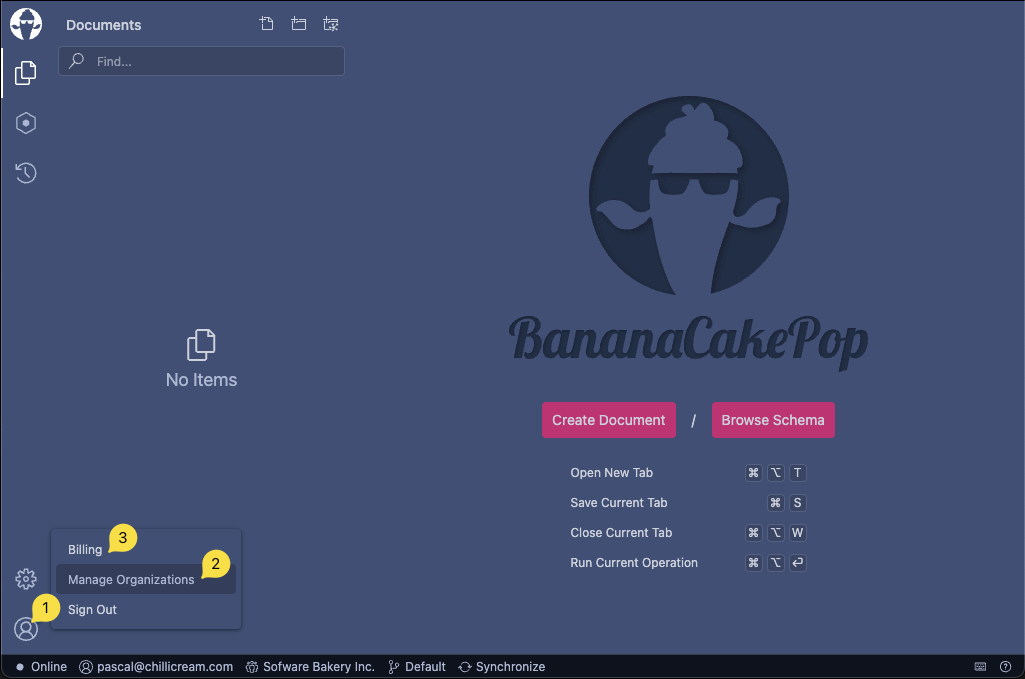 Documents
Find...
No Items
BananaCakePop
Create Document / Browse Schema
Open New Tab ⌘ ⌥ T
Save Current Tab ⌘ S
Close Current Tab ⌘ ⌥ W
Run Current Operation ⌘ ⌥ ↩
Billing 3
Manage Organizations 2
Sign Out 1
Online pascal@chillicream.com Sofware Bakery Inc. Default Synchronize